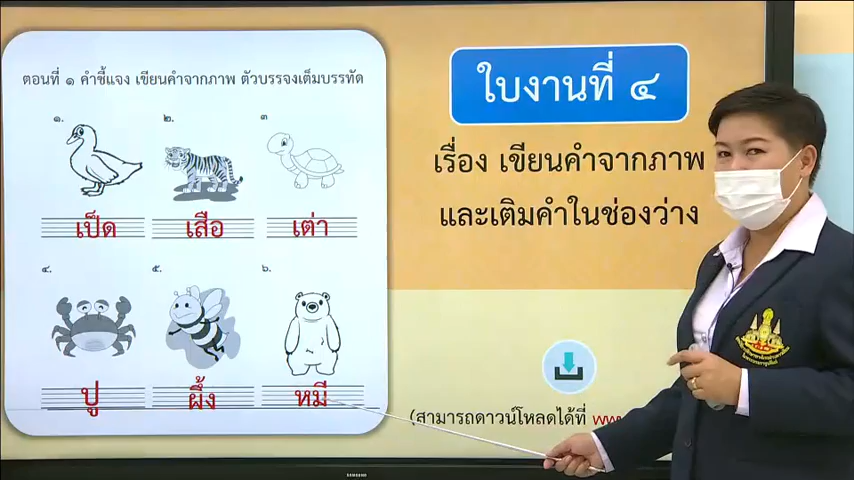 ตอนที่ ๑ คำชี้แจง เขียนคำจากภาพ ตัวบรรจงเต็มบรรทัด
๑. ๒. ๓
เป็ด เสือ เต่า
๔. ๕. ๖.
ปู ผึ้ง หมี
ใบงานที่ ๔
เรื่อง เขียนคำจากภาพ
และเติมคำในช่องว่าง
(สามารถดาวน์โหลดได้ที่ www
SAMSUNG